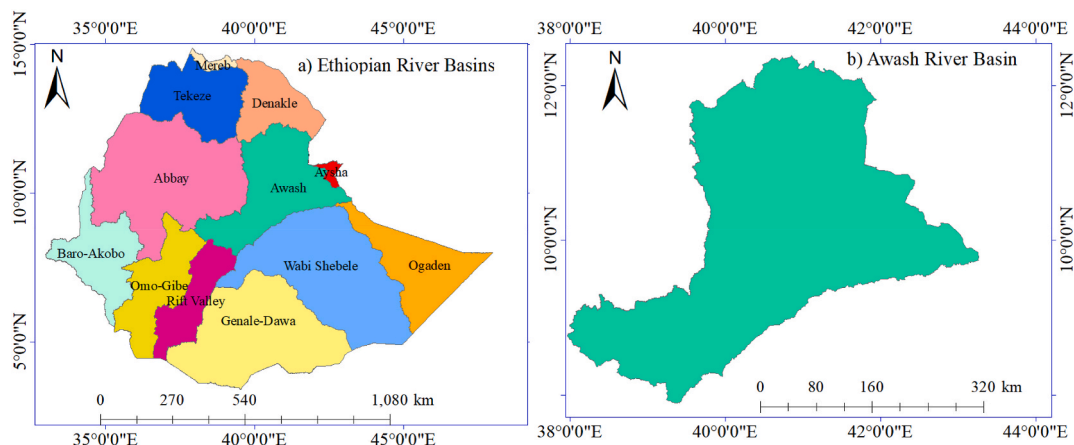 35°0'0"E 40°0'0"E 45°0'0"E
15°0'0"N
10°0'0"N
5°0'0"N
N
a) Ethiopian River Basins
Mereb
Tekeze
Denakle
Abbay
Awash
Aysha
Baro-Akobo
Omo-Gibe
Rift Valley
Wabi Shebele
Ogaden
Genale-Dawa
0 270 540 1,080 km
35°0'0"E 40°0'0"E 45°0'0"E
38°0'0"E 40°0'0"E 42°0'0"E 44°0'0"E
12°0'0"N
10°0'0"N
N
b) Awash River Basin
12°0'0"N
10°0'0"N
0 80 160 320 km
38°0'0"E 40°0'0"E 42°0'0"E 44°0'0"E